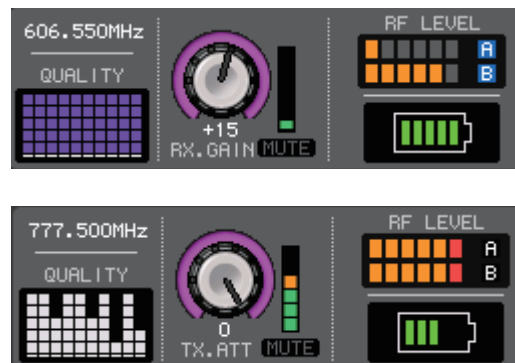 606.550MHz
QUALITY
+15
RX.GAIN MUTE
RF LEVEL
A
B
777.500MHz
QUALITY
0
TX.ATT MUTE
RF LEVEL
A
B